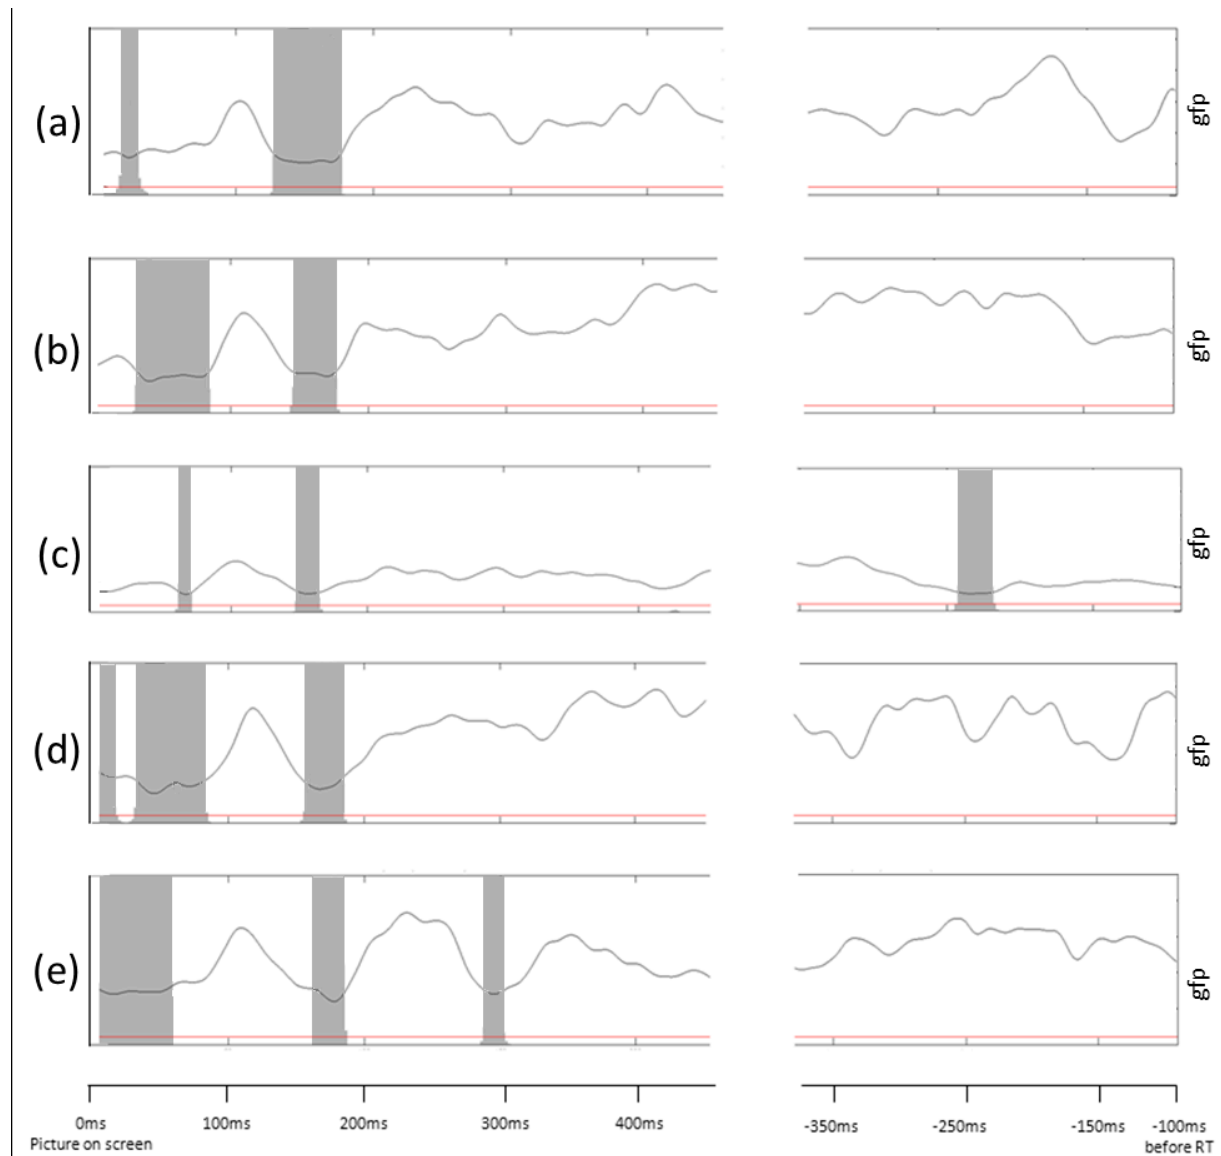 (a)
gfp
(b)
gfp
(c)
gfp
(d)
gfp
(e)
gfp
0ms 100ms 200ms 300ms 400ms -350ms -250ms -150ms -100ms
Picture on screen before RT